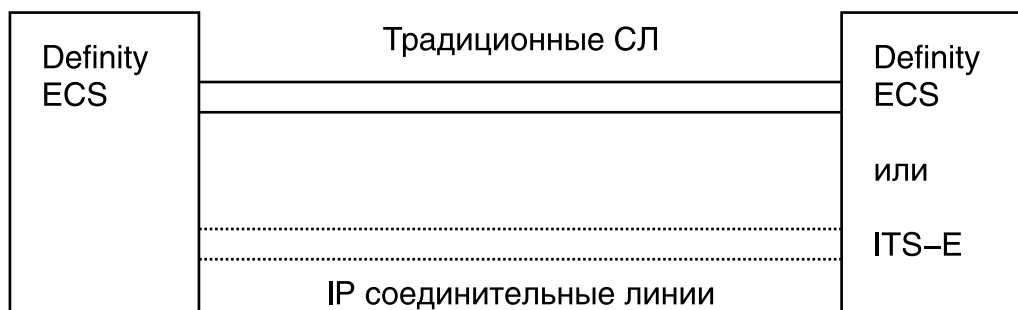 Definity
ECS
Традиционные СЛ
IP соединительные линии
Definity
ECS
или
ITS–E